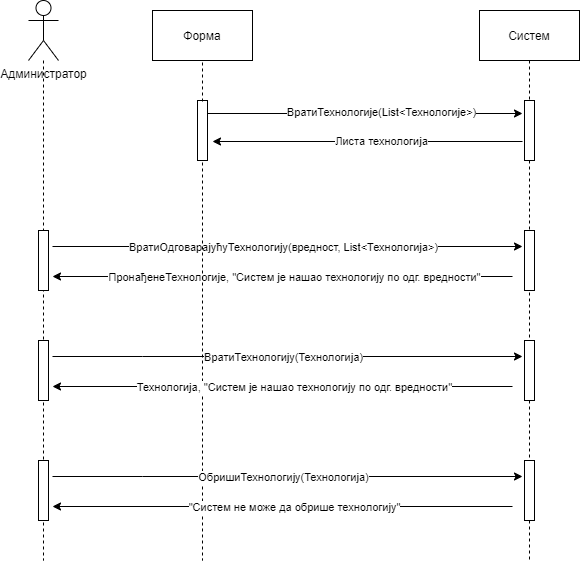 Форма
Систем
Администратор
ВратиТехнологије(List<Технологије>)
Листа технологија
ВратиОдговарајућуТехнологију(вредност, List<Технологија>)
ПронађенеТехнологије, "Систем је нашао технологију по одг. вредности"
ВратиТехнологију(Технологија)
Технологија, "Систем је нашао технологију по одг. вредности"
ОбришиТехнологију(Технологија)
"Систем не може да обрише технологију"